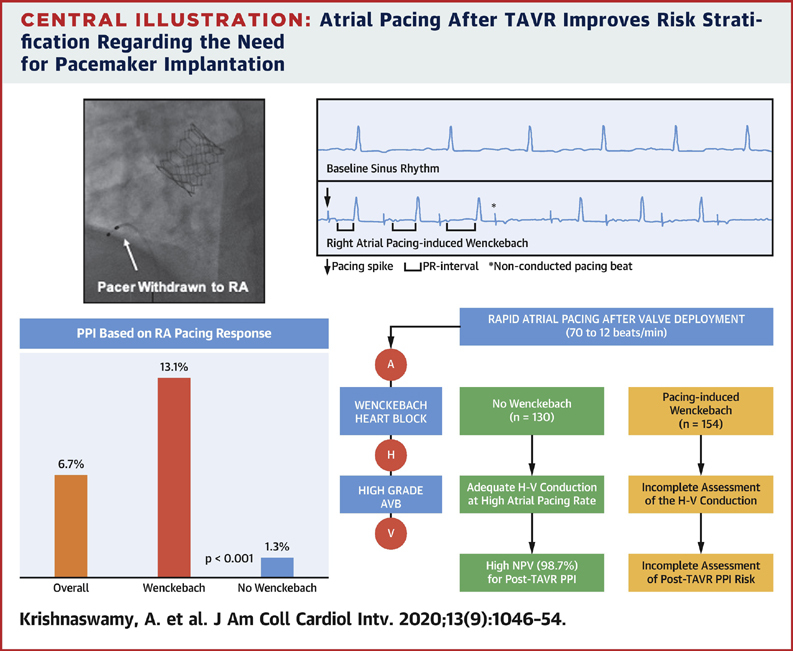 CENTRAL ILLUSTRATION: Atrial Pacing After TAVR Improves Risk Strati-
fication Regarding the Need
for Pacemaker Implantation
Pacer Withdrawn to RA
Baseline Sinus Rhythm
*
Right Atrial Pacing-induced Wenckebach
Pacing spike PR-interval *Non-conducted pacing beat
PPI Based on RA Pacing Response
6.7%
13.1%
p < 0.001
1.3%
Overall
Wenckebach
No Wenckebach
RAPID ATRIAL PACING AFTER VALVE DEPLOYMENT
(70 to 12 beats/min)
A
WENCKEBACH
HEART BLOCK
H
HIGH GRADE
AVB
V
No Wenckebach
(n = 130)
Adequate H-V Conduction
at High Atrial Pacing Rate
High NPV (98.7%)
for Post-TAVR PPI
Pacing-induced
Wenckebach
(n = 154)
Incomplete Assessment
of the H-V Conduction
Incomplete Assessment
of Post-TAVR PPI Risk
Krishnaswamy, A. et al. J Am Coll Cardiol Intv. 2020;13(9):1046-54.